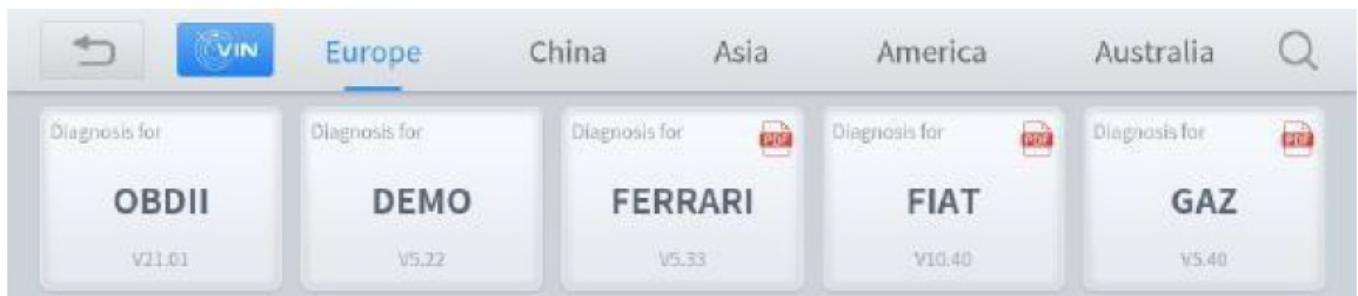 VIN Europe China Asia America Australia
Diagnosis for Diagnosis for Diagnosis for PDF Diagnosis for PDF Diagnosis for PDF
OBDII DEMO FERRARI FIAT GAZ
V21.01 V5.22 V5.33 V10.40 V5.40